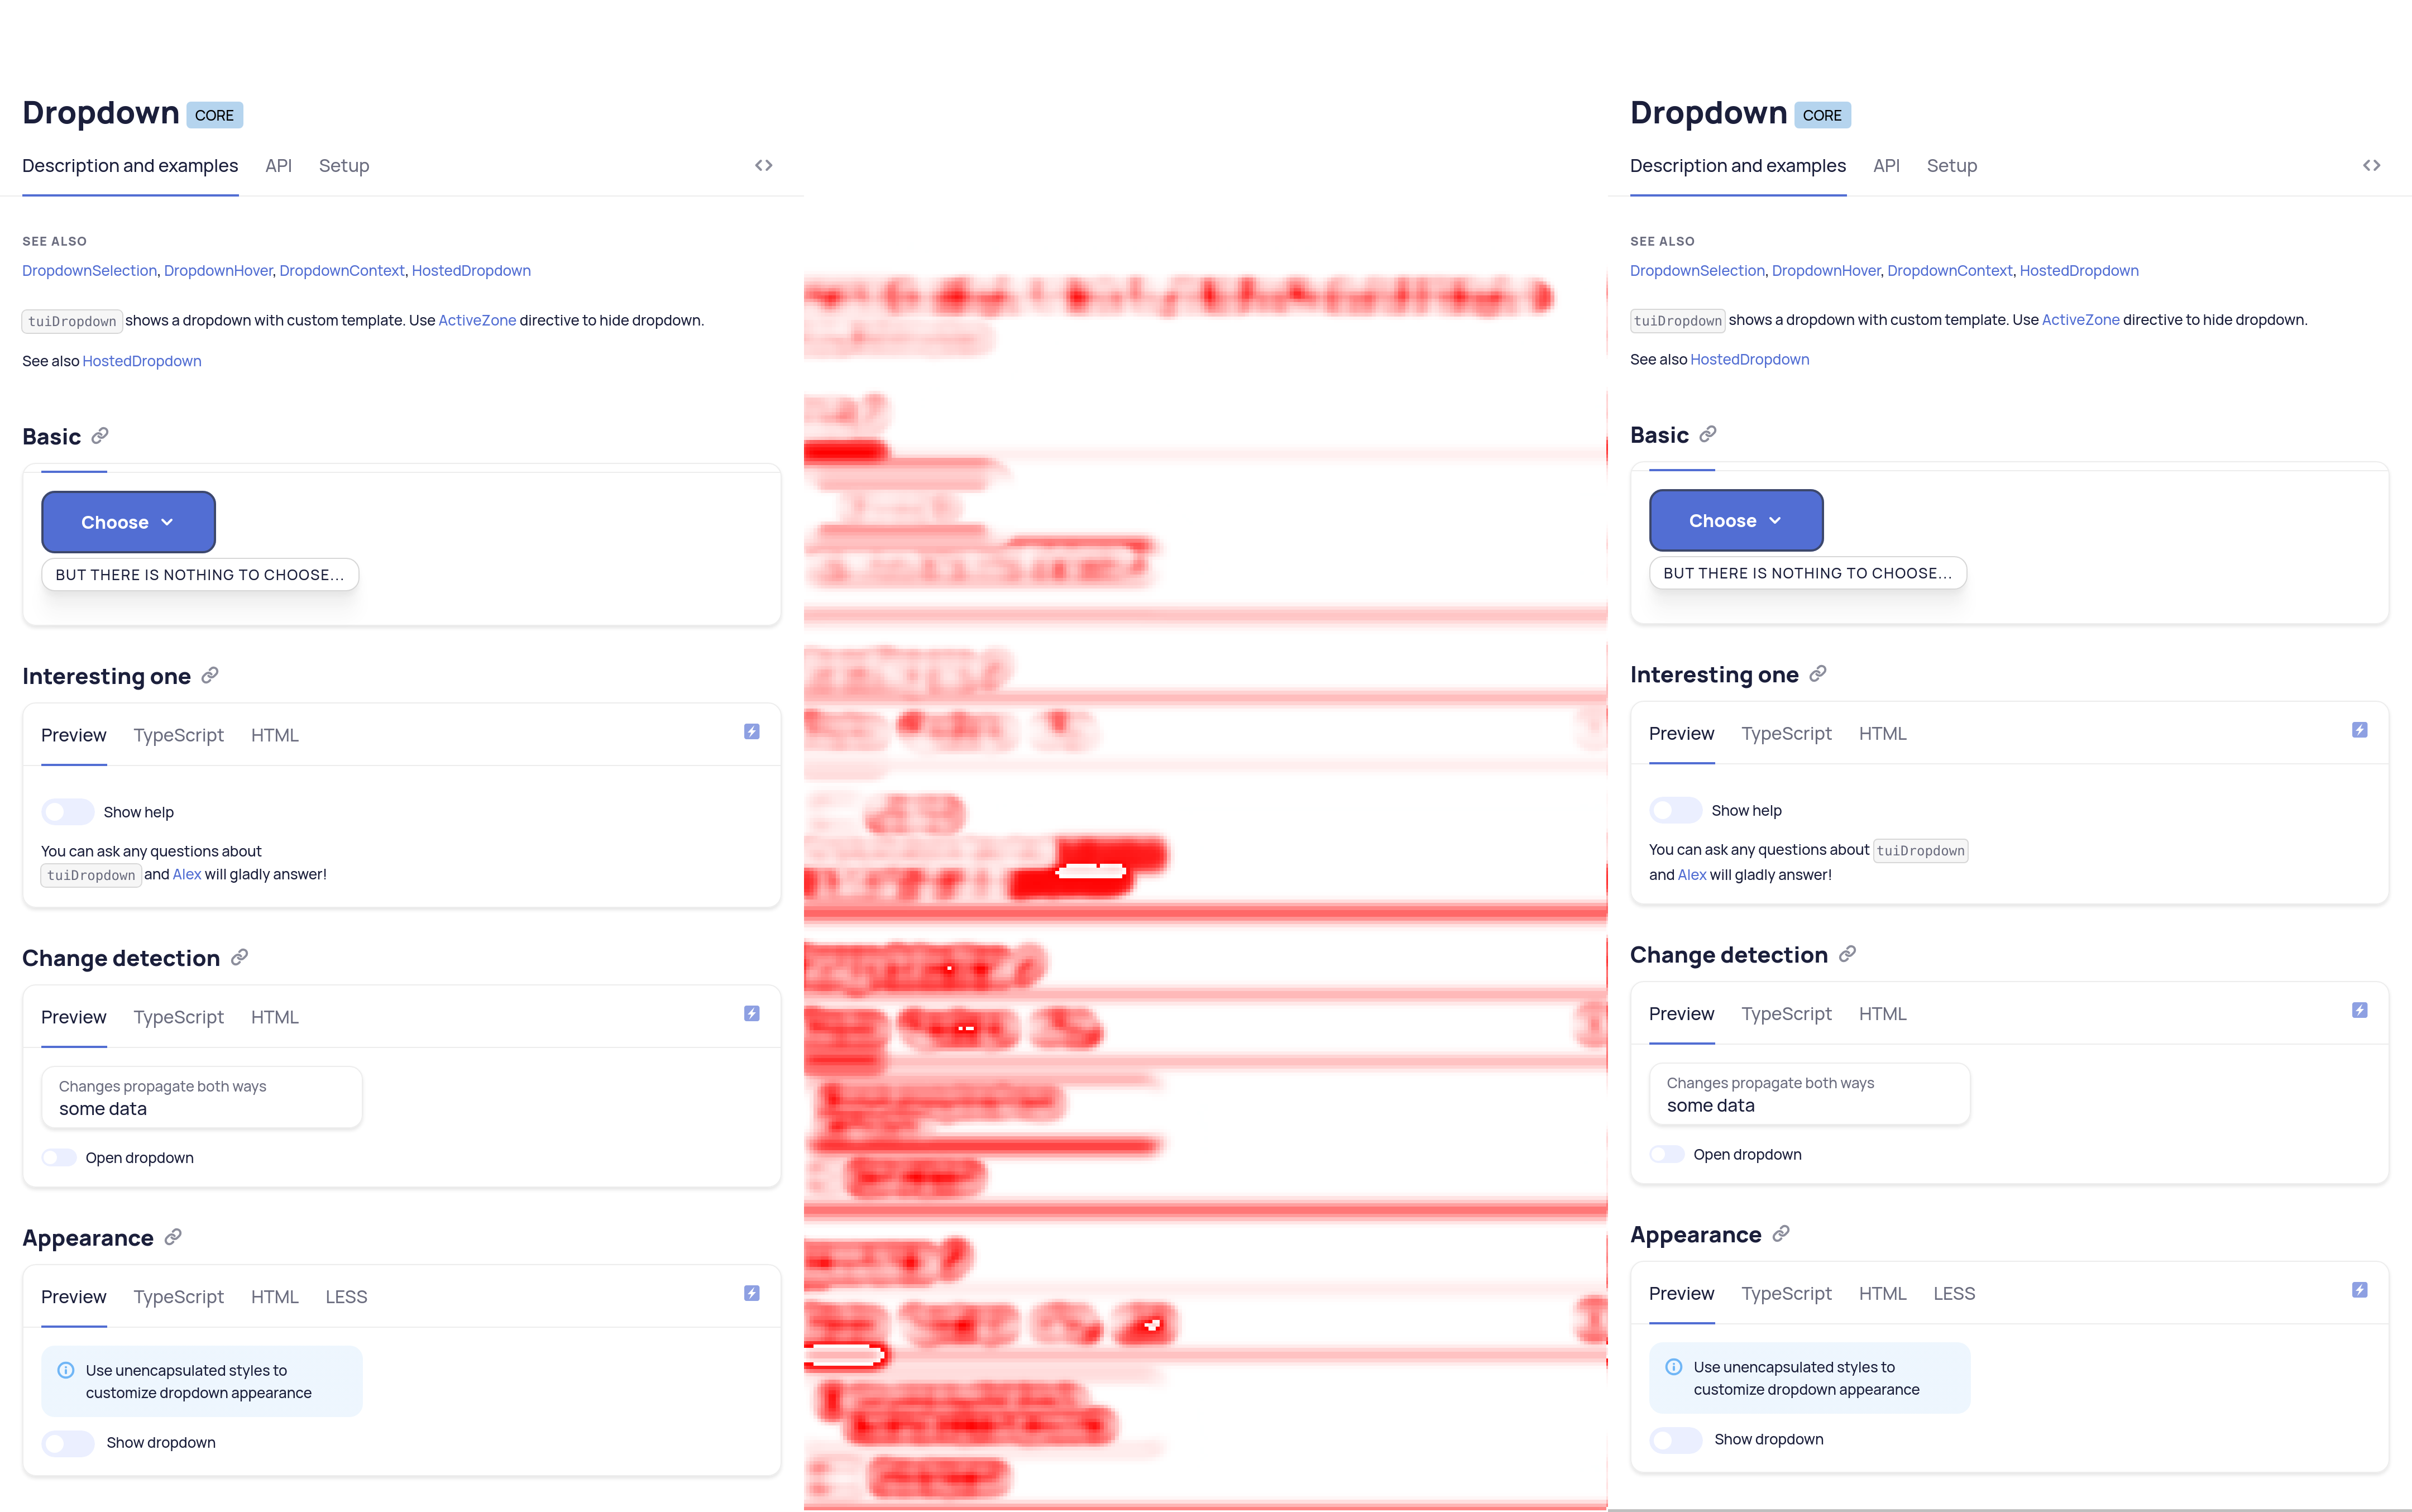 Dropdown CORE
Description and examples API Setup
SEE ALSO
DropdownSelection, DropdownHover, DropdownContext, HostedDropdown
tuiDropdown shows a dropdown with custom template. Use ActiveZone directive to hide dropdown.
See also HostedDropdown
Basic
Choose
BUT THERE IS NOTHING TO CHOOSE...
Interesting one
Preview TypeScript HTML
Show help
You can ask any questions about
tuiDropdown and Alex will gladly answer!
Change detection
Preview TypeScript HTML
Changes propagate both ways
some data
Open dropdown
Appearance
Preview TypeScript HTML LESS
Use unencapsulated styles to
customize dropdown appearance
Show dropdown
Dropdown CORE
Description and examples API Setup
SEE ALSO
DropdownSelection, DropdownHover, DropdownContext, HostedDropdown
tuiDropdown shows a dropdown with custom template. Use ActiveZone directive to hide dropdown.
See also HostedDropdown
Basic
Choose
BUT THERE IS NOTHING TO CHOOSE...
Interesting one
Preview TypeScript HTML
Show help
You can ask any questions about tuiDropdown
and Alex will gladly answer!
Change detection
Preview TypeScript HTML
Changes propagate both ways
some data
Open dropdown
Appearance
Preview TypeScript HTML LESS
Use unencapsulated styles to
customize dropdown appearance
Show dropdown